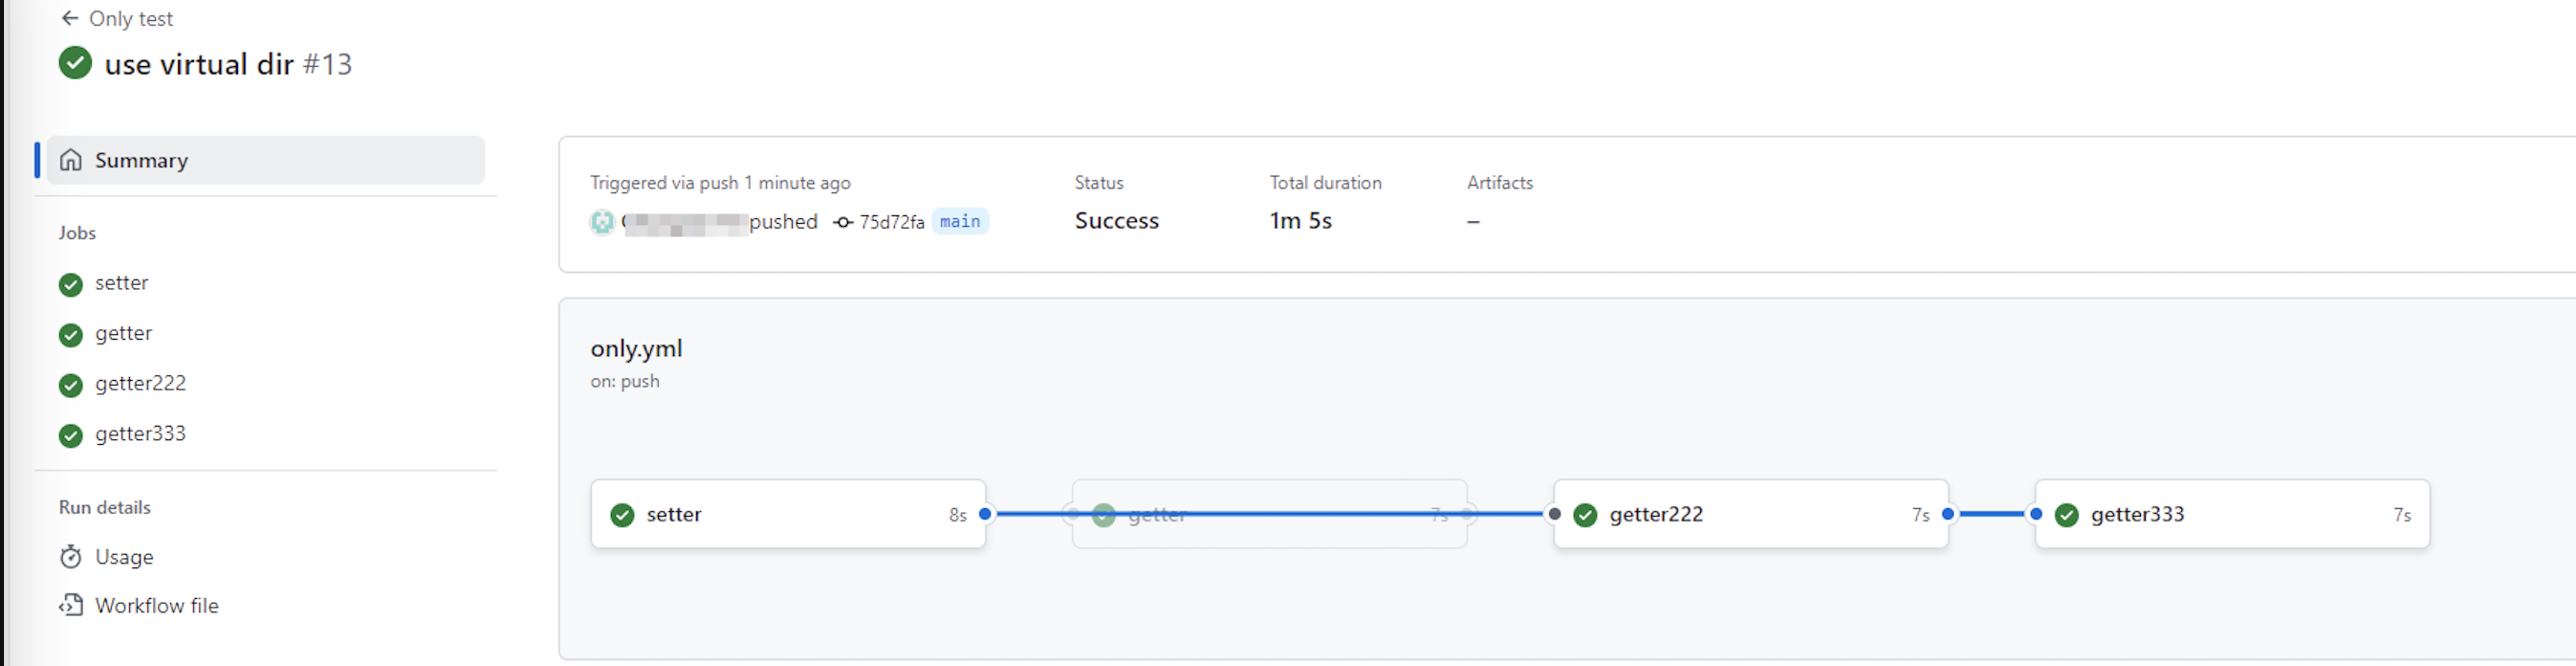 Only test
use virtual dir #13
Summary
Jobs
setter
getter
getter222
getter333
Run details
Usage
Workflow file
Triggered via push 1 minute ago
pushed 75d72fa main
Status
Success
Total duration
1m 5s
Artifacts
–
only.yml
on: push
setter 8s
getter 7s
getter222 7s
getter333 7s